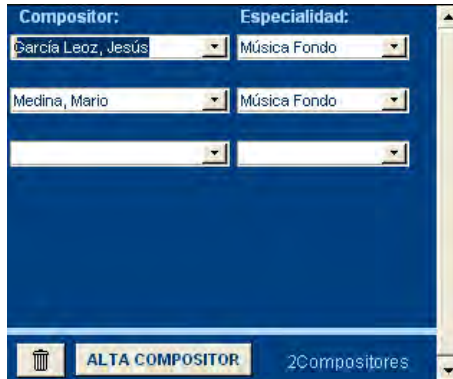 Compositor: Especialidad:
García Leoz, Jesús Música Fondo
Medina, Mario Música Fondo
ALTA COMPOSITOR 2Compositores